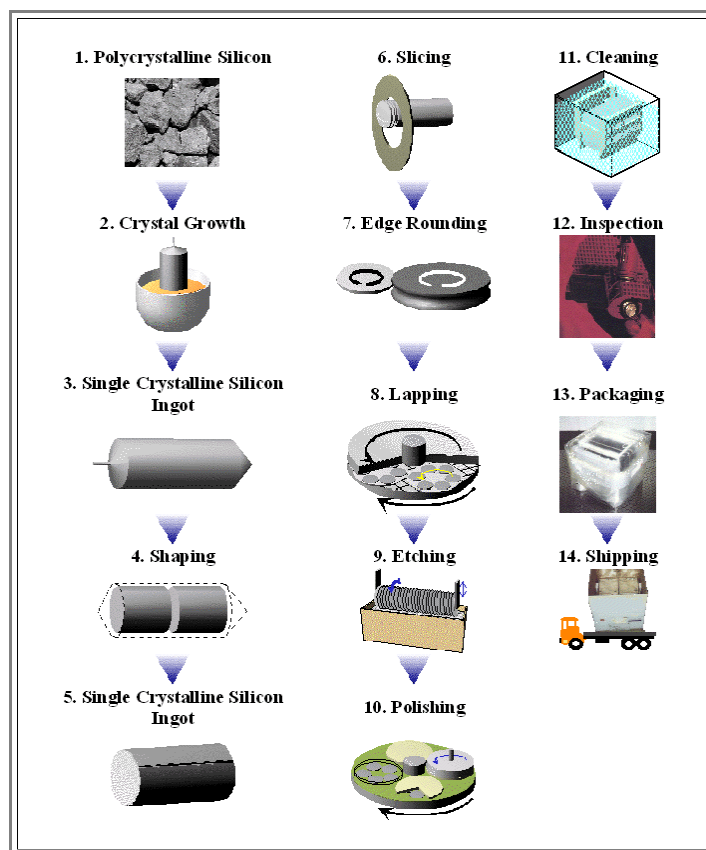 1. Polycrystalline Silicon
2. Crystal Growth
3. Single Crystalline Silicon
Ingot
4. Shaping
5. Single Crystalline Silicon
Ingot
6. Slicing
7. Edge Rounding
8. Lapping
9. Etching
10. Polishing
11. Cleaning
12. Inspection
13. Packaging
14. Shipping